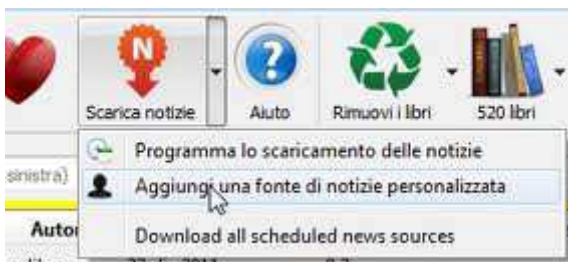 N
Scarica notizie
Aiuto
Rimuovi i libri
520 libri
Programma lo scaricamento delle notizie
sinistra)
Aggiungi una fonte di notizie personalizzata
Autor
Download all scheduled news sources